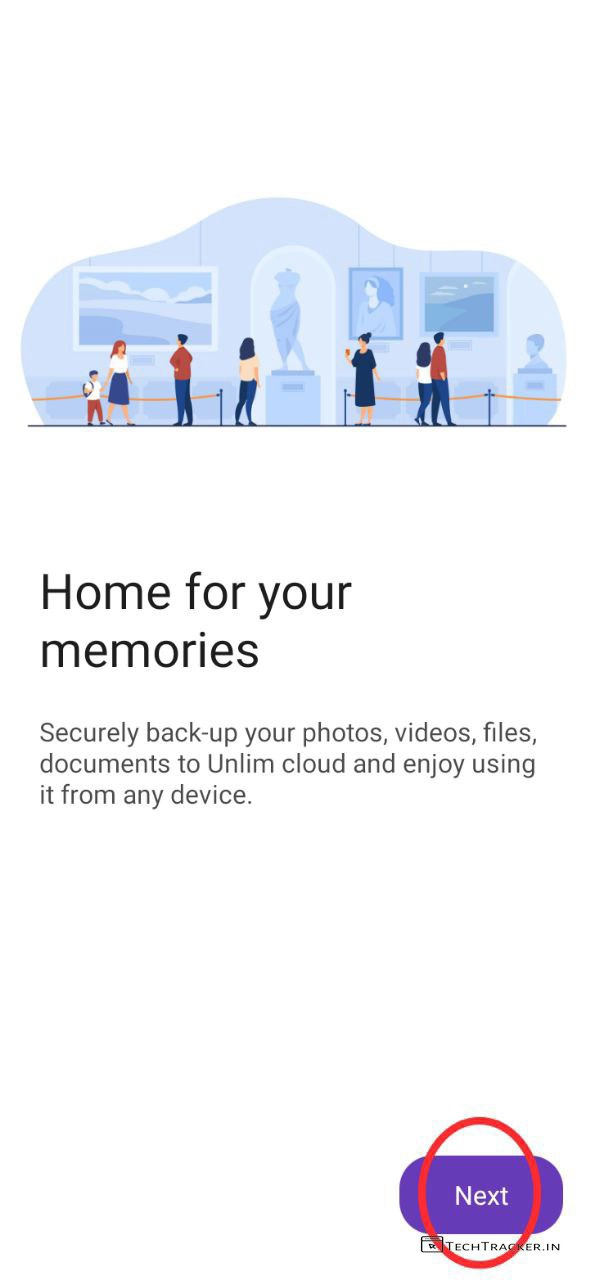 Home for your
memories
Securely back-up your photos, videos, files,
documents to Unlim cloud and enjoy using
it from any device.
Next
TECHTRACKER.IN